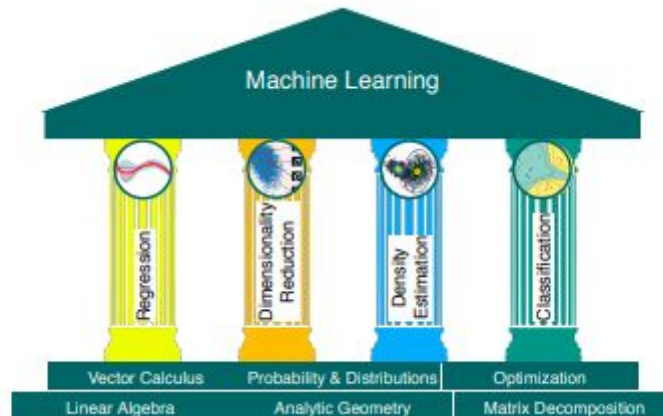 Machine Learning
Regression
Dimensionality
Reduction
Density
Estimation
Classification
Vector Calculus
Probability & Distributions
Optimization
Linear Algebra
Analytic Geometry
Matrix Decomposition